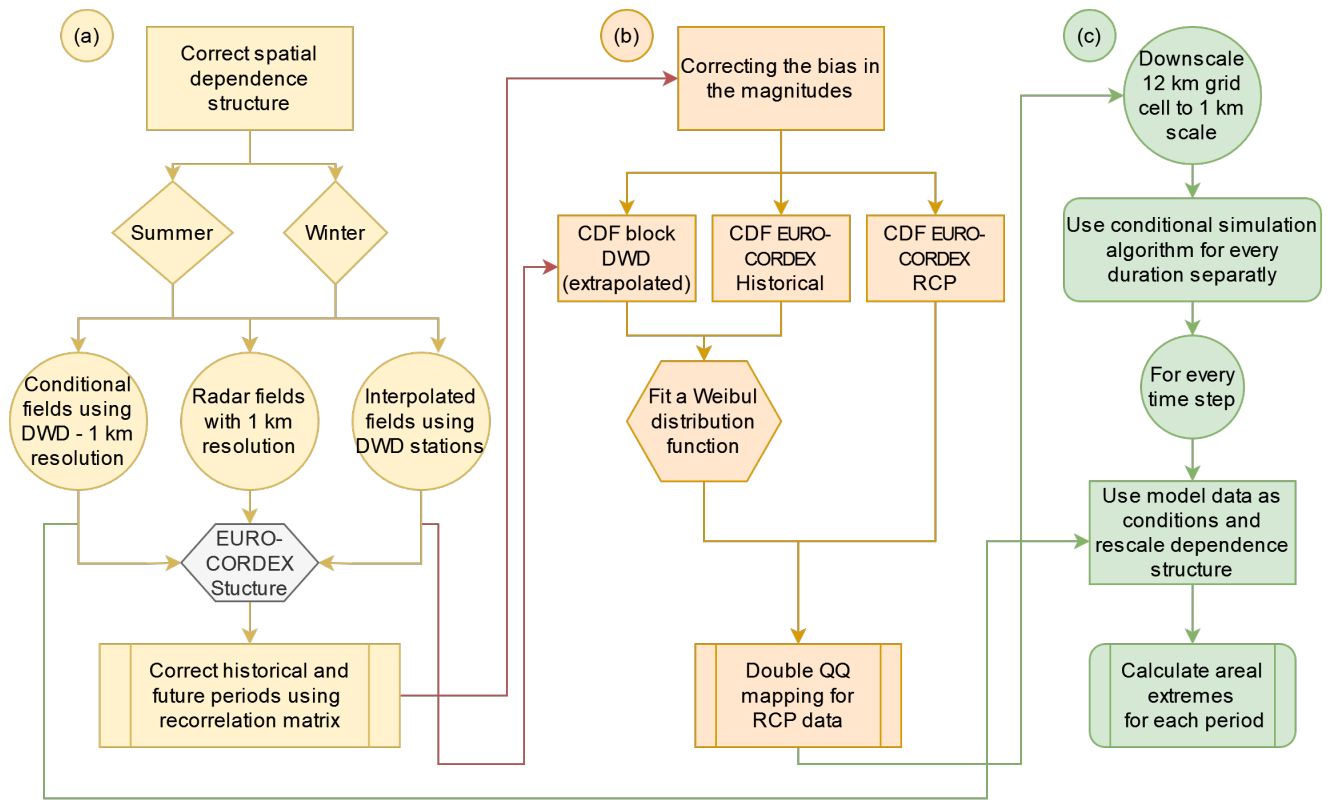 (a)
Correct spatial
dependence
structure
Summer
Winter
Conditional
fields using
DWD - 1 km
resolution
Radar fields
with 1 km
resolution
Interpolated
fields using
DWD stations
EURO-
CORDEX
Stucture
Correct historical and
future periods using
recorrelation matrix
(b)
Correcting the bias in
the magnitudes
CDF block
DWD
(extrapolated)
CDF EURO-
CORDEX
Historical
CDF EURO-
CORDEX
RCP
Fit a Weibul
distribution
function
Double QQ
mapping for
RCP data
(c)
Downscale
12 km grid
cell to 1 km
scale
Use conditional simulation
algorithm for every
duration separatly
For every
time step
Use model data as
conditions and
rescale dependence
structure
Calculate areal
extremes
for each period